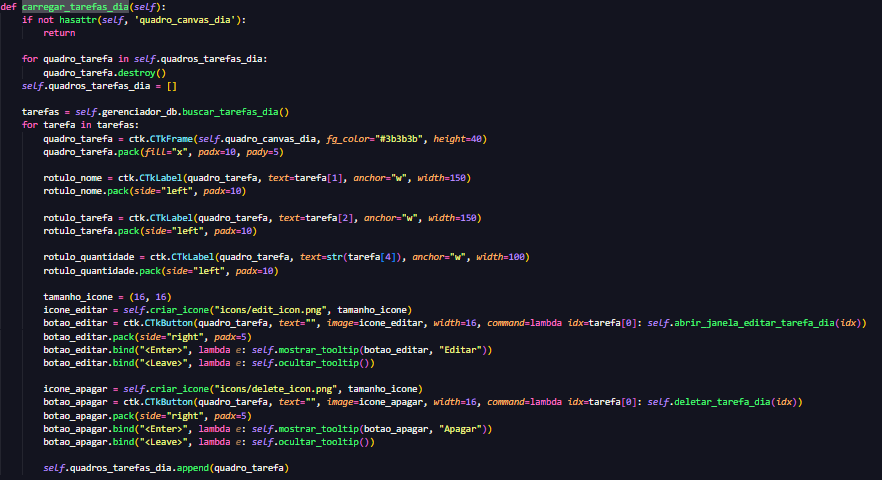 def carregar_tarefas_dia(self):
    if not hasattr(self, 'quadro_canvas_dia'):
        return
    for quadro_tarefa in self.quadros_tarefas_dia:
        quadro_tarefa.destroy()
    self.quadros_tarefas_dia = []
    tarefas = self.gerenciador_db.buscar_tarefas_dia()
    for tarefa in tarefas:
        quadro_tarefa = ctk.CTkFrame(self.quadro_canvas_dia, fg_color="#3b3b3b", height=40)
        quadro_tarefa.pack(fill="x", padx=10, pady=5)
        rotulo_nome = ctk.CTkLabel(quadro_tarefa, text=tarefa[1], anchor="w", width=150)
        rotulo_nome.pack(side="left", padx=10)
        rotulo_tarefa = ctk.CTkLabel(quadro_tarefa, text=tarefa[2], anchor="w", width=150)
        rotulo_tarefa.pack(side="left", padx=10)
        rotulo_quantidade = ctk.CTkLabel(quadro_tarefa, text=str(tarefa[4]), anchor="w", width=100)
        rotulo_quantidade.pack(side="left", padx=10)
        tamanho_icone = (16, 16)
        icone_editar = self.criar_icone("icons/edit_icon.png", tamanho_icone)
        botao_editar = ctk.CTkButton(quadro_tarefa, text="", image=icone_editar, width=16, command=lambda idx=tarefa[0]: self.abrir_janela_editar_tarefa_dia(idx))
        botao_editar.pack(side="right", padx=5)
        botao_editar.bind("<Enter>", lambda e: self.mostrar_tooltip(botao_editar, "Editar"))
        botao_editar.bind("<Leave>", lambda e: self.ocultar_tooltip())
        icone_apagar = self.criar_icone("icons/delete_icon.png", tamanho_icone)
        botao_apagar = ctk.CTkButton(quadro_tarefa, text="", image=icone_apagar, width=16, command=lambda idx=tarefa[0]: self.deletar_tarefa_dia(idx))
        botao_apagar.pack(side="right", padx=5)
        botao_apagar.bind("<Enter>", lambda e: self.mostrar_tooltip(botao_apagar, "Apagar"))
        botao_apagar.bind("<Leave>", lambda e: self.ocultar_tooltip())
        self.quadros_tarefas_dia.append(quadro_tarefa)